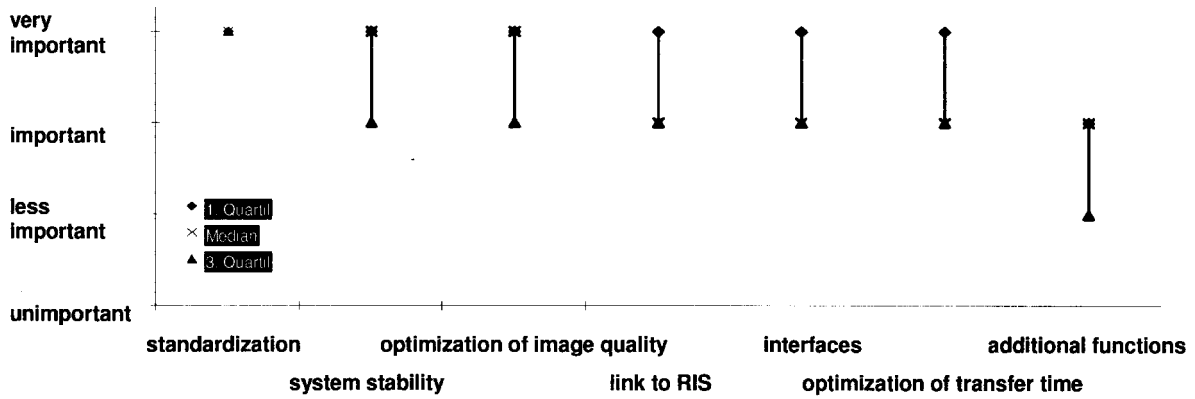 very
important
important
less
important
unimportant
1. Quartil
Median
3. Quartil
standardization
optimization of image quality
interfaces
additional functions
system stability
link to RIS
optimization of transfer time